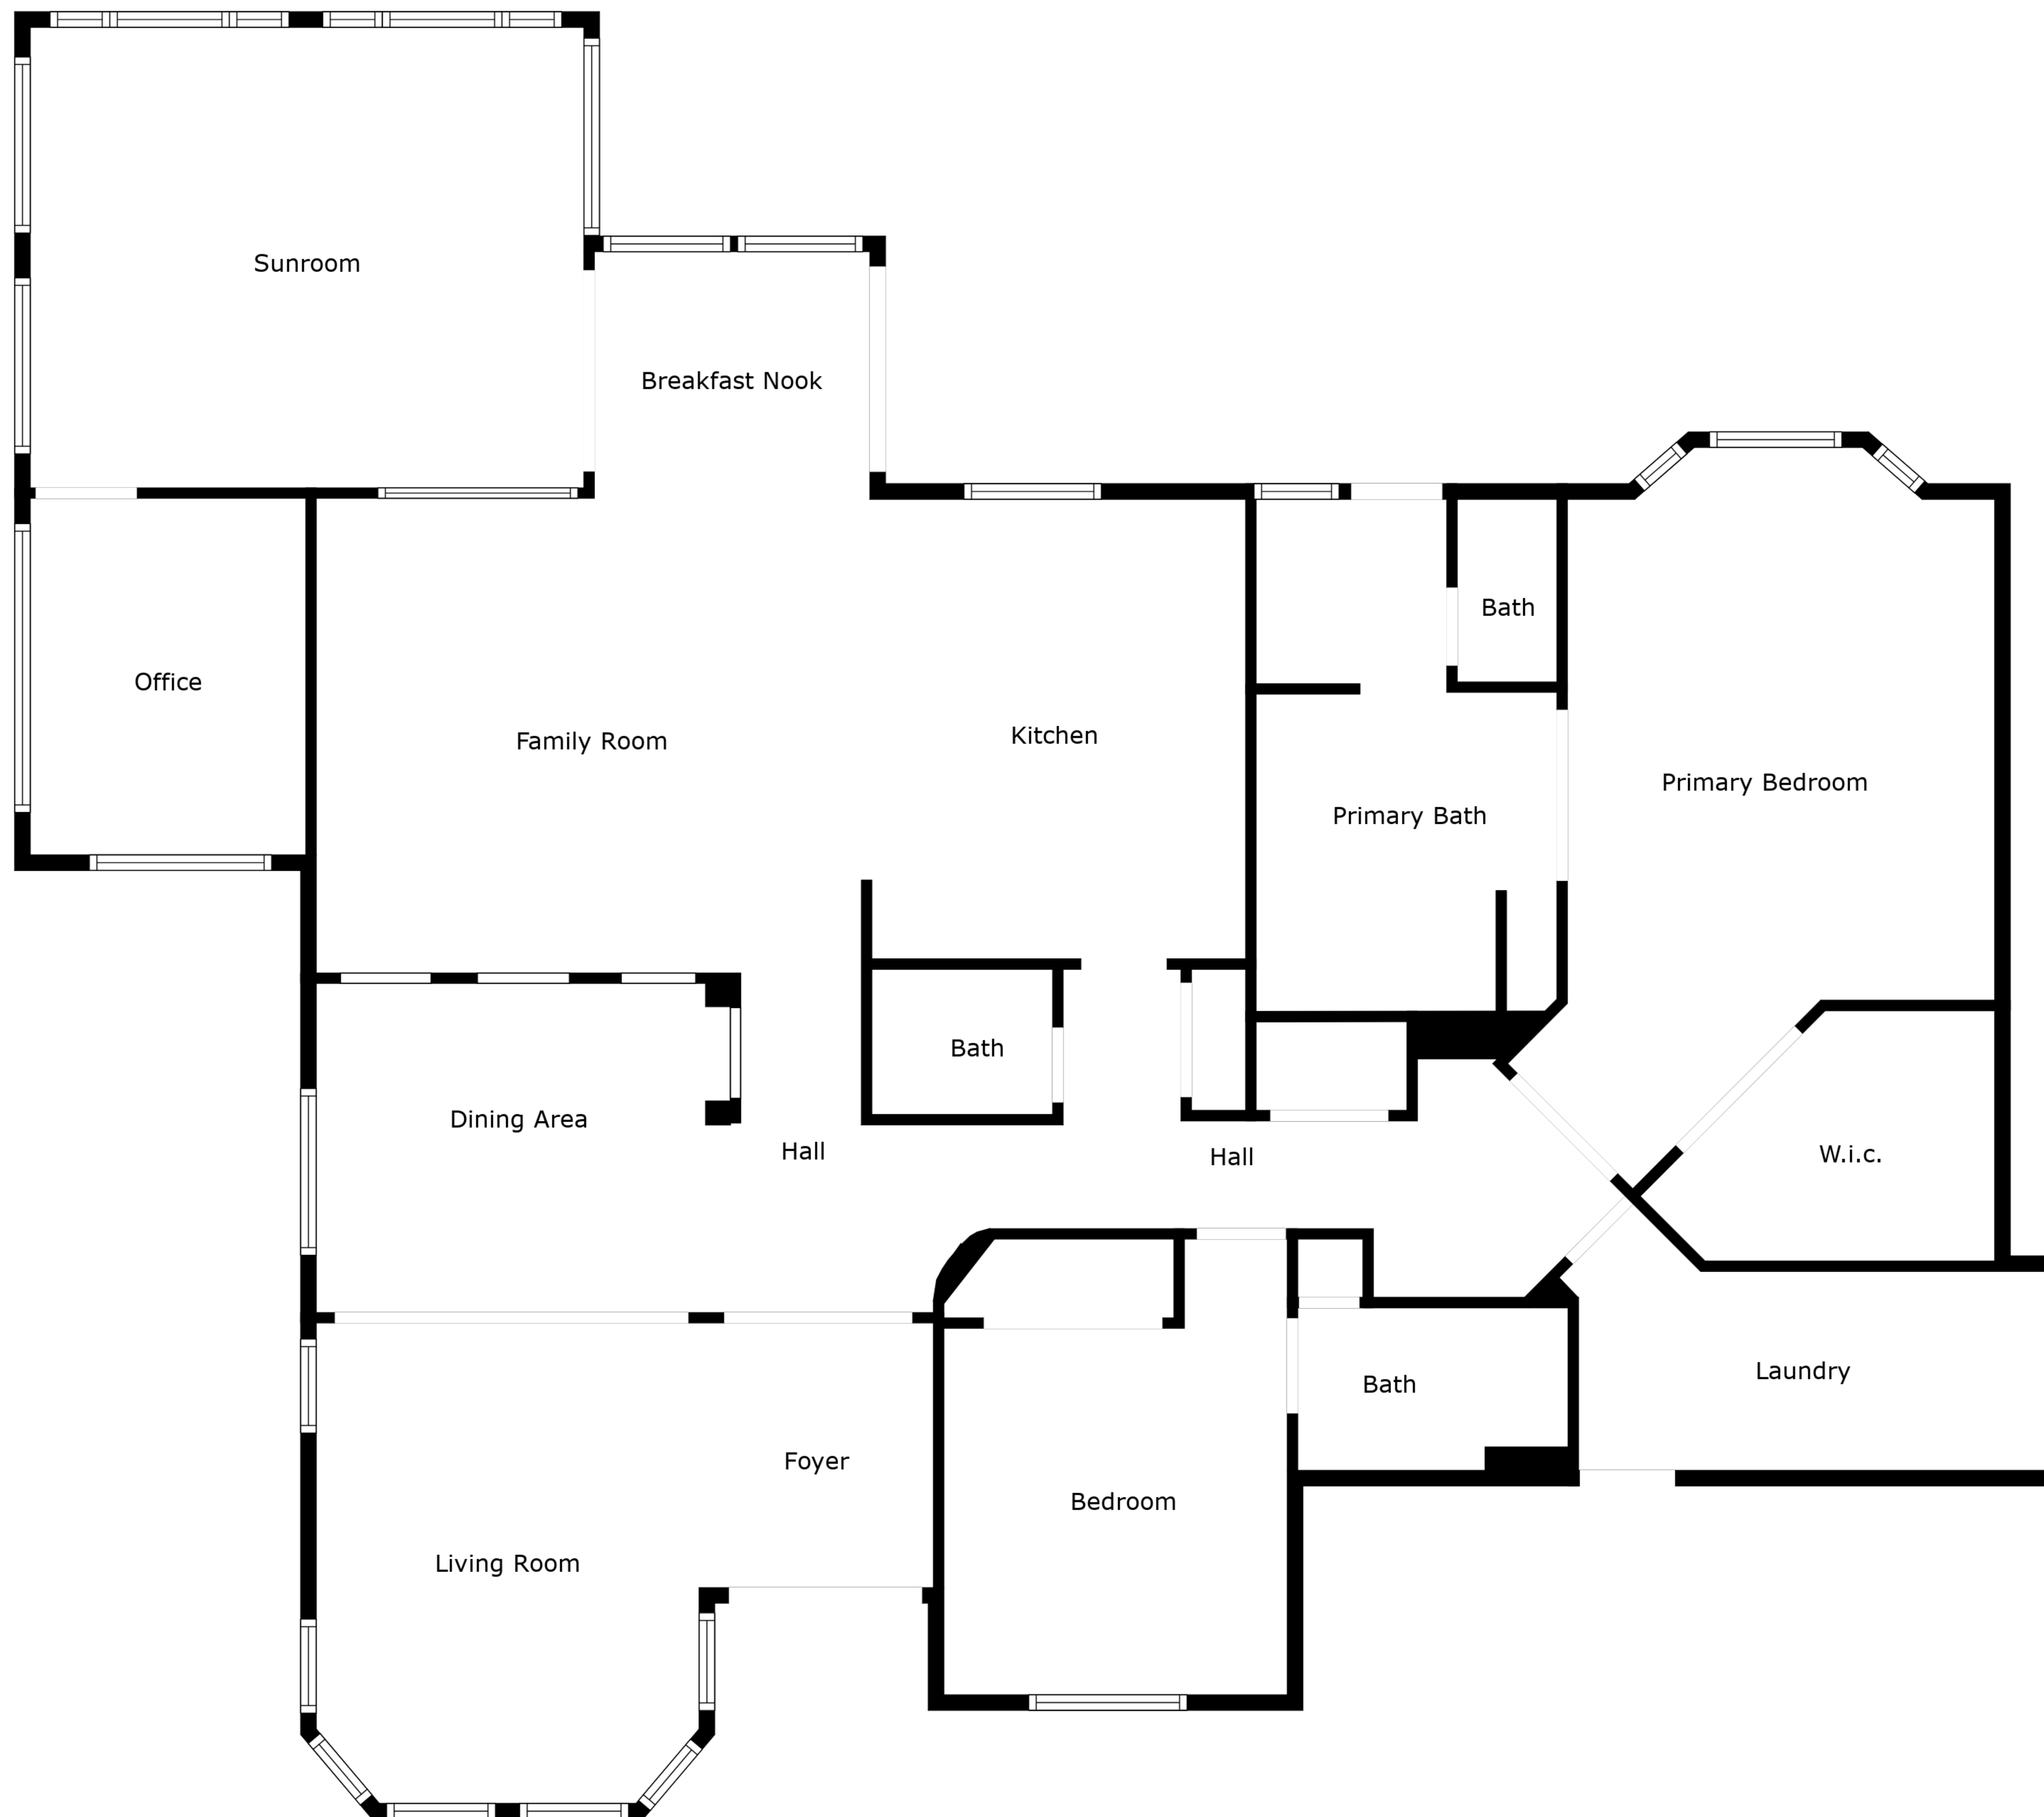 Sunroom
Breakfast Nook
Bath
Office
Family Room
Kitchen
Primary Bedroom
Primary Bath
Bath
Dining Area
Hall
Hall
W.i.c.
Laundry
Bath
Foyer
Bedroom
Living Room